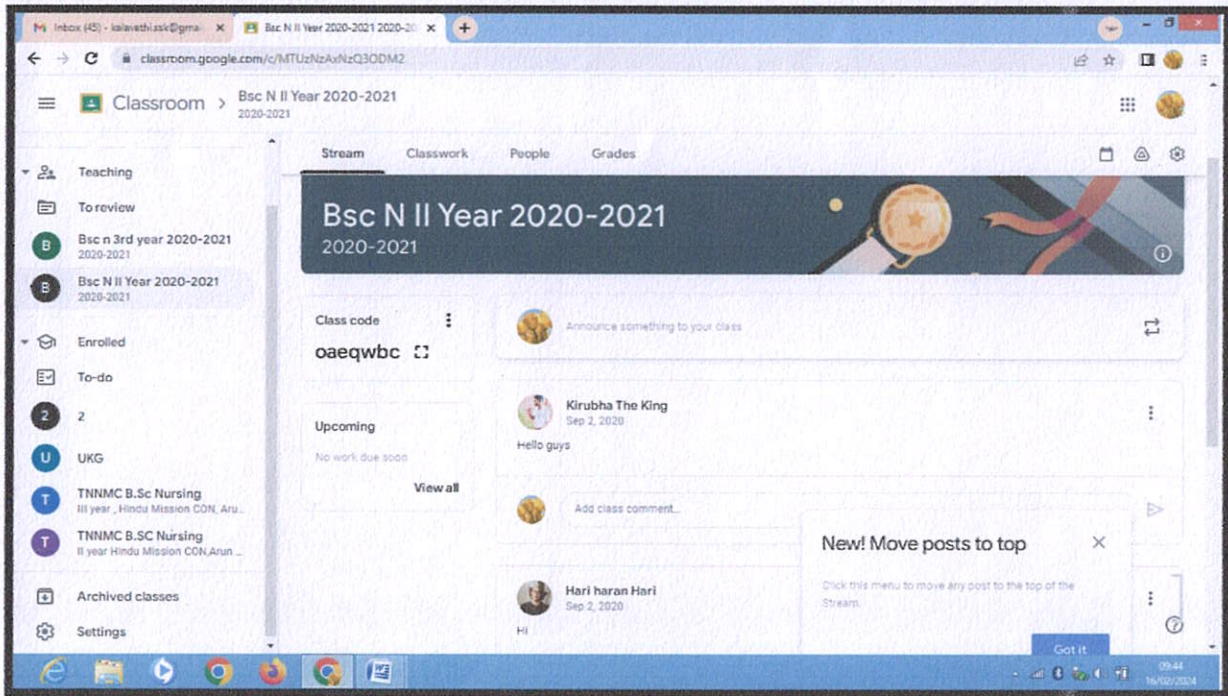 Inbox (45) - kalavathi.ssk@gmai
Bsc N II Year 2020-2021 2020-20
classroom.google.com/c/MTUzNzAxNzQ3ODM2
Classroom
Bsc N II Year 2020-2021
2020-2021
Teaching
To review
B
Bsc n 3rd year 2020-2021
2020-2021
B
Bsc N II Year 2020-2021
2020-2021
Enrolled
To-do
2
2
U
UKG
T
TNNMC B.Sc Nursing
III year , Hindu Mission CON, Aru...
T
TNNMC B.SC Nursing
II year Hindu Mission CON,Arun ...
Archived classes
Settings
Stream Classwork People Grades
Bsc N II Year 2020-2021
2020-2021
Class code
oaeqwbc
Upcoming
No work due soon
View all
Announce something to your class
Kirubha The King
Sep 2, 2020
Hello guys
Add class comment...
Hari haran Hari
Sep 2, 2020
Hi
New! Move posts to top
Click this menu to move any post to the top of the
Stream.
Got it
09:44
16/02/2024